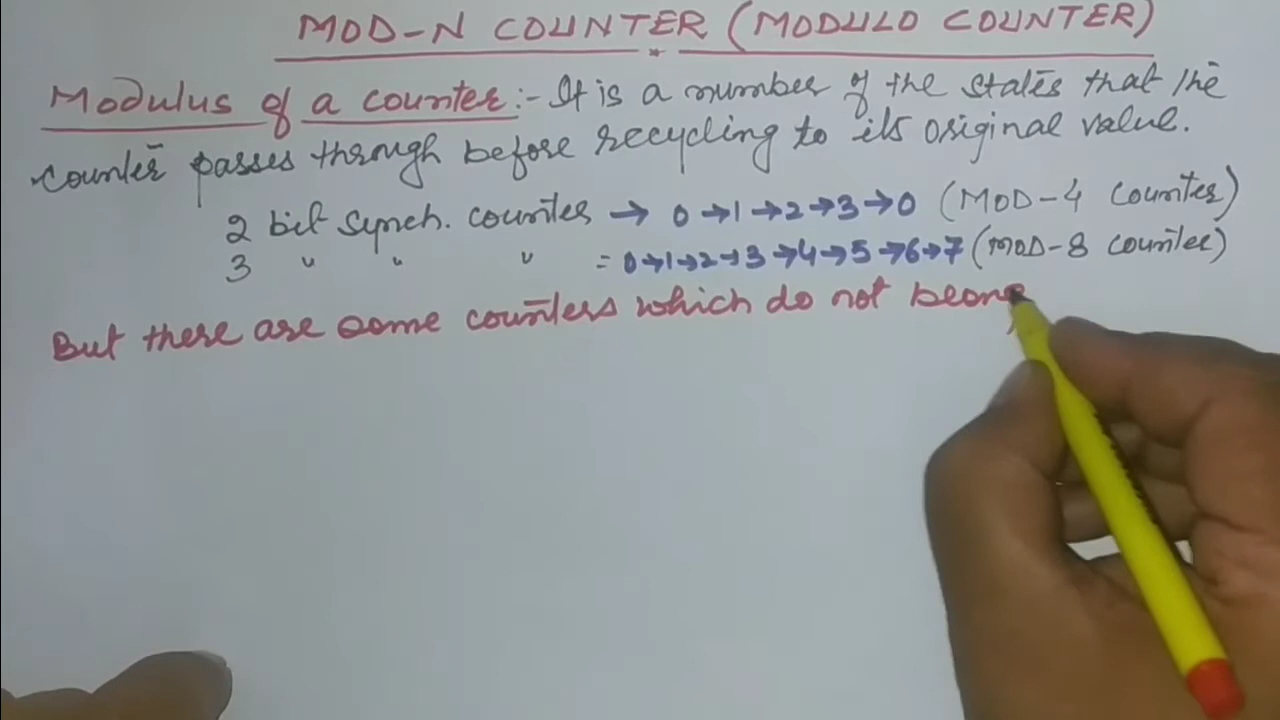 MOD-N COUNTER (MODULO COUNTER)
Modulus of a counter :- It is a number of the states that the
counter passes through before recycling to its original value.
2 bit synch. counter → 0→1→2→3→0 (MOD-4 counter)
3 " " " = 0→1→2→3→4→5→6→7 (MOD-8 counter)
But there are some counters which do not beong